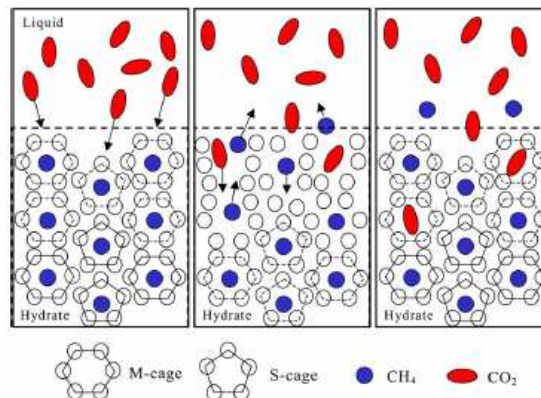 Liquid
Hydrate
Hydrate
Hydrate
M-cage
S-cage
CH₄
CO₂